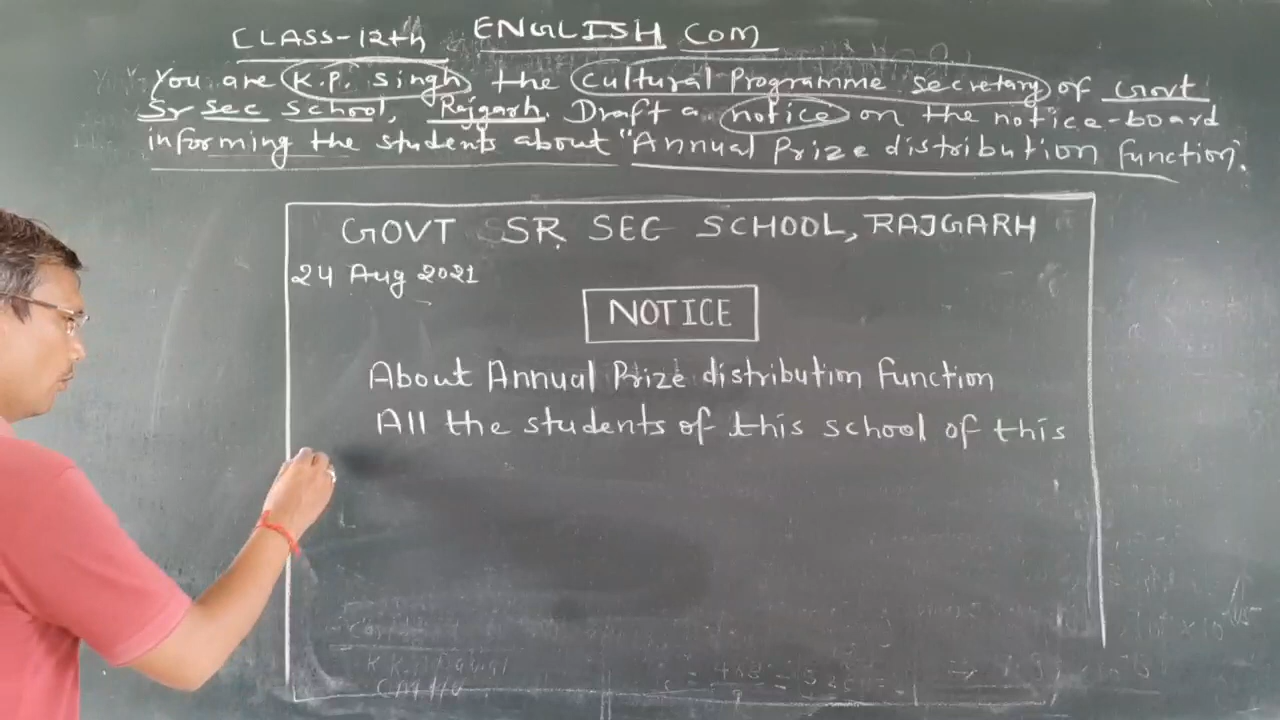 CLASS-12th ENGLISH COM
You are K.P. Singh the Cultural Programme secretary of Govt
Sr Sec School, Rajgarh. Draft a notice on the notice-board
informing the students about "Annual Prize distribution function".
GOVT SR. SEC SCHOOL, RAJGARH
24 Aug 2021
NOTICE
About Annual Prize distribution function
All the students of this school of this